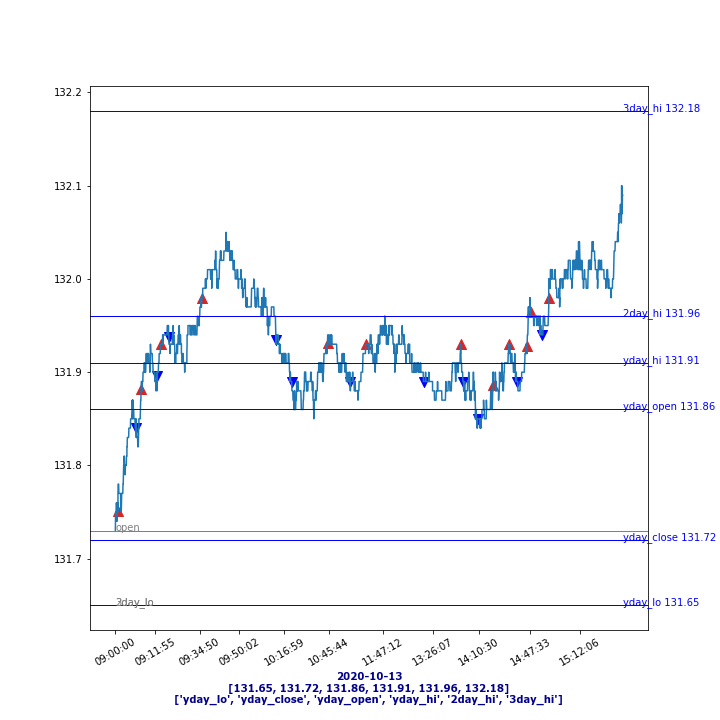 132.2
3day_hi 132.18
132.1
132.0
2day_hi 131.96
yday_hi 131.91
131.9
yday_open 131.86
131.8
open
yday_close 131.72
131.7
3day_lo
yday_lo 131.65
09:00:00
09:11:55
09:34:50
09:50:02
10:16:59
10:45:44
11:47:12
13:26:07
14:10:30
14:47:33
15:12:06
2020-10-13
[131.65, 131.72, 131.86, 131.91, 131.96, 132.18]
['yday_lo', 'yday_close', 'yday_open', 'yday_hi', '2day_hi', '3day_hi']